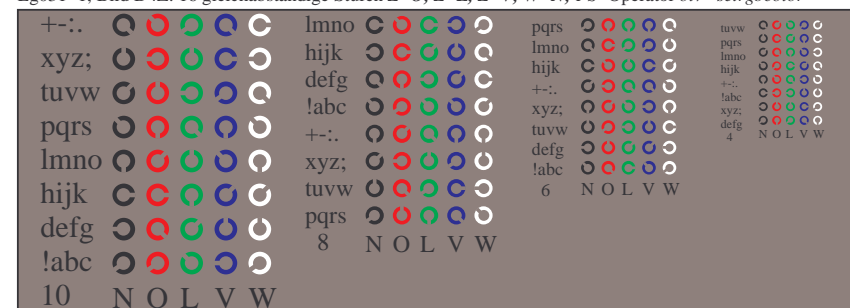 +-:.
xyz;
tuvw
pqrs
lmno
hijk
defg
!abc
10 N O L V W
lmno
hijk
defg
!abc
+-:.
xyz;
tuvw
pqrs
8 N O L V W
pqrs
lmno
hijk
+-:.
xyz;
tuvw
defg
!abc
6 N O L V W
tuvw
pqrs
lmno
hijk
+-:.
!abc
xyz;
defg
4 N O L V W